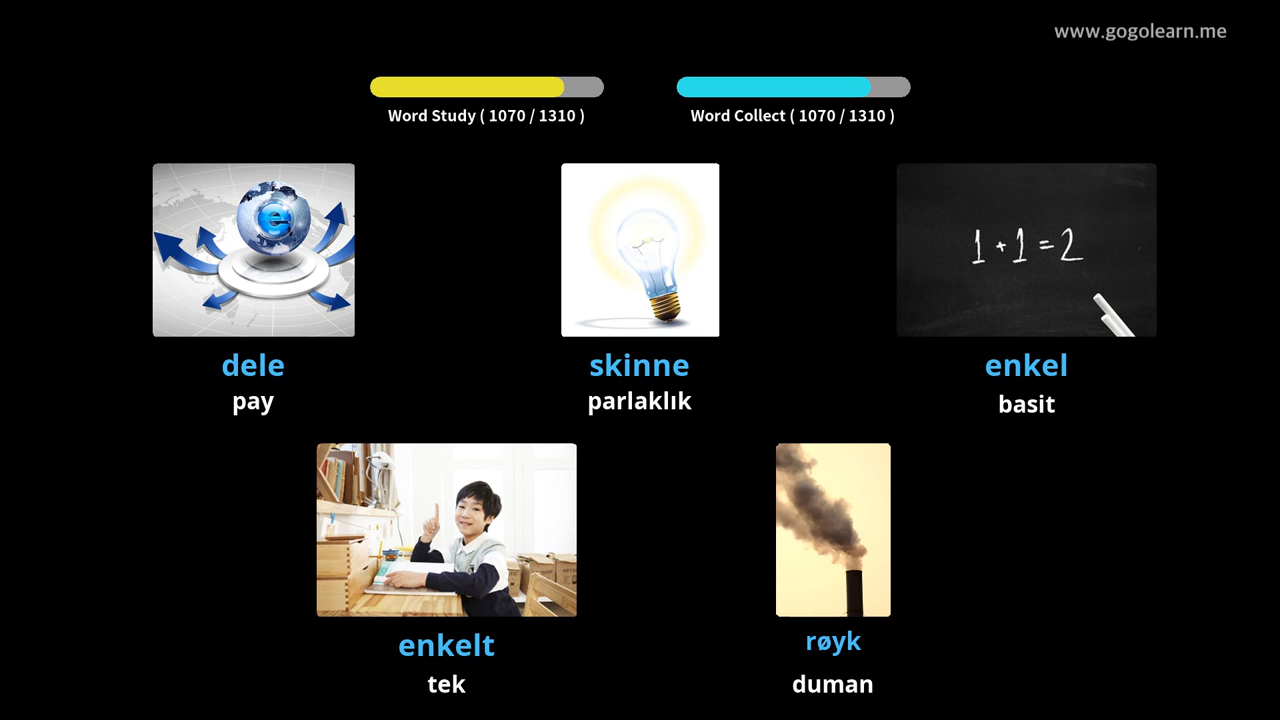 www.gogolearn.me
Word Study ( 1070 / 1310 )
Word Collect ( 1070 / 1310 )
e
1 + 1 = 2
dele
pay
skinne
parlaklık
enkel
basit
enkelt
tek
røyk
duman